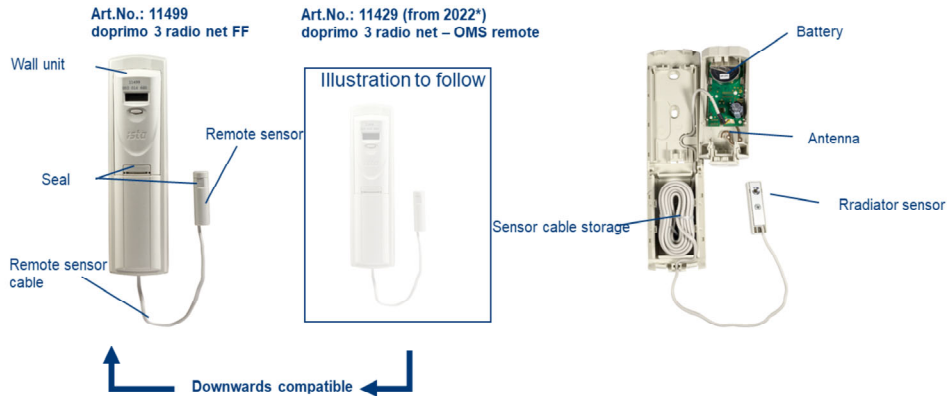 Art.No.: 11499
doprimo 3 radio net FF
Art.No.: 11429 (from 2022*)
doprimo 3 radio net – OMS remote
Wall unit
Seal
Remote sensor
Remote sensor
cable
Illustration to follow
Battery
Antenna
Rradiator sensor
Sensor cable storage
Downwards compatible